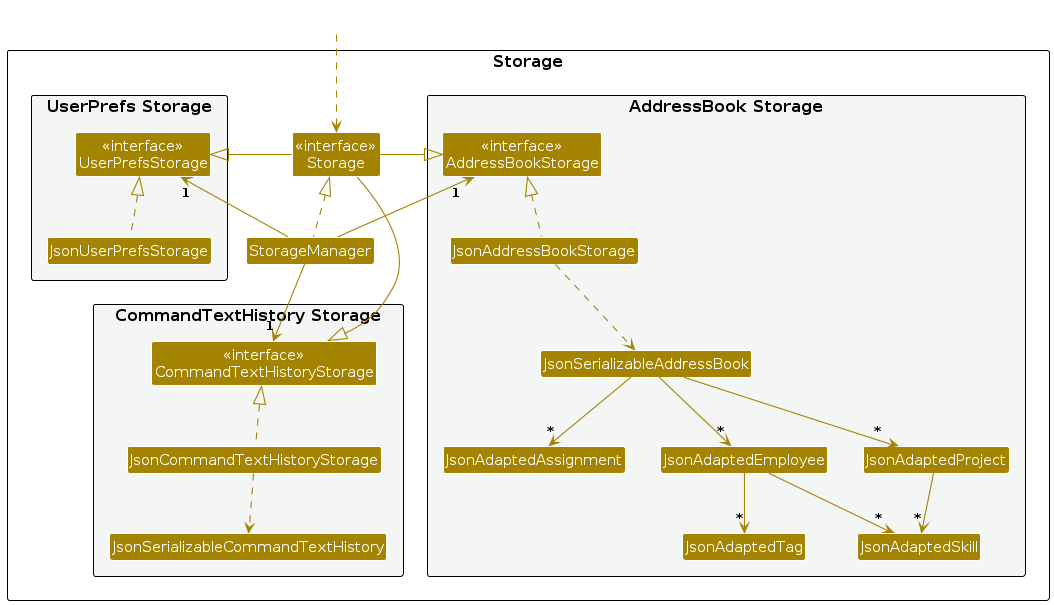 Storage
UserPrefs Storage
AddressBook Storage
«interface»
UserPrefsStorage
«interface»
Storage
«interface»
AddressBookStorage
1
1
JsonUserPrefsStorage
StorageManager
JsonAddressBookStorage
CommandTextHistory Storage
1
«interface»
CommandTextHistoryStorage
JsonSerializableAddressBook
*
*
*
JsonCommandTextHistoryStorage
JsonAdaptedAssignment
JsonAdaptedEmployee
JsonAdaptedProject
*
*
*
JsonSerializableCommandTextHistory
JsonAdaptedTag
JsonAdaptedSkill